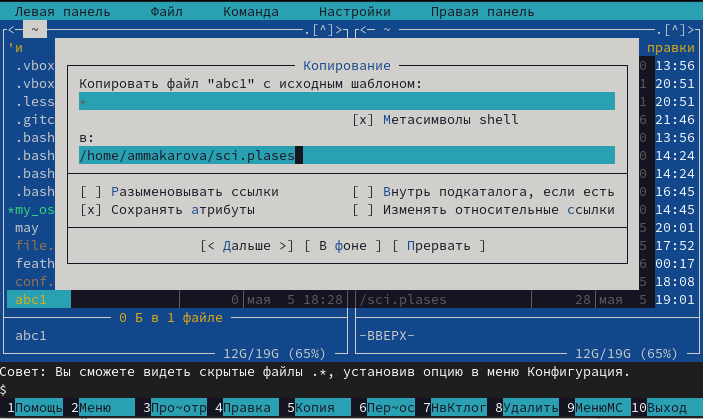 Левая панель Файл Команда Настройки Правая панель
<- ~ .[^]> <- ~ .[^]>
'и правки
.vbox 0 13:56
.vbox 1 20:51
.less Копирование 1 20:51
.gitc Копировать файл "abc1" с исходным шаблоном: 6 21:46
.bash * 0 13:56
.bash [x] Метасимволы shell 14:24
.bash в: 0 14:24
.bash /home/ammakarova/sci.plases 0 16:45
*my_os 0 14:45
may [ ] Разыменовывать ссылки [ ] Внутрь подкаталога, если есть 5 20:01
file. [x] Сохранять атрибуты [ ] Изменять относительные ссылки 5 17:52
feath [< Дальше >] [ В фоне ] [ Прервать ] 6 00:17
conf. 5 18:08
abc1 0 мая 5 18:28 /sci.plases 28 мая 5 19:01
0 Б в 1 файле
abc1 -ВВЕРХ-
12G/19G (65%) 12G/19G (65%)
Совет: Вы сможете видеть скрытые файлы .*, установив опцию в меню Конфигурация.
$
1Помощь 2Меню 3Про~отр 4Правка 5Копия 6Пер~ос 7НвКтлог 8Удалить 9МенюМС 10Выход